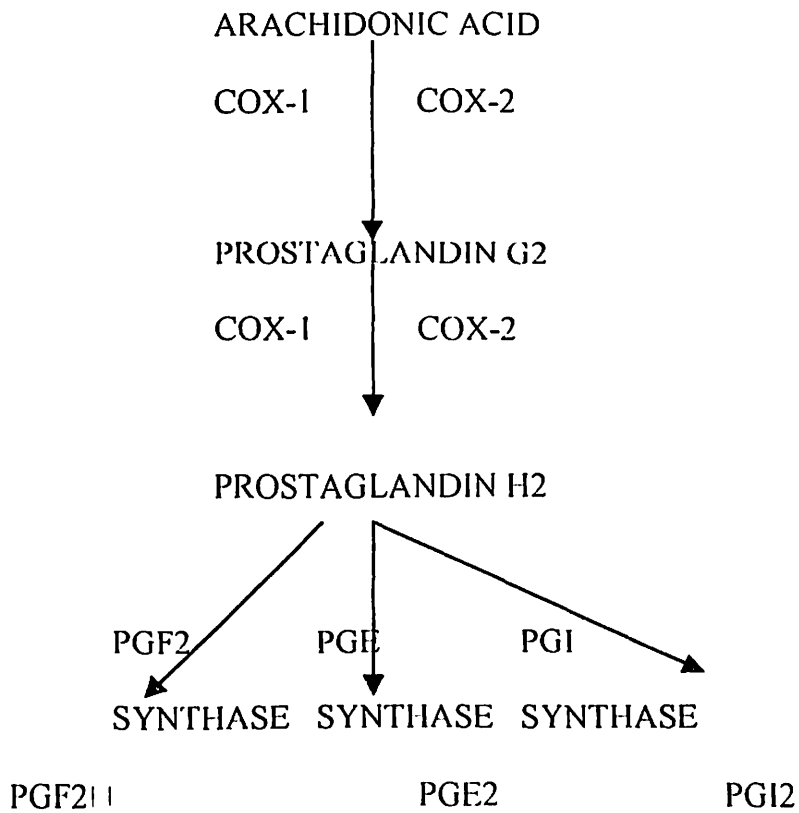 ARACHIDONIC ACID
COX-1 COX-2
PROSTAGLANDIN G2
COX-1 COX-2
PROSTAGLANDIN H2
PGF2 PGE PGI
SYNTHASE SYNTHASE SYNTHASE
PGE2 PGI2